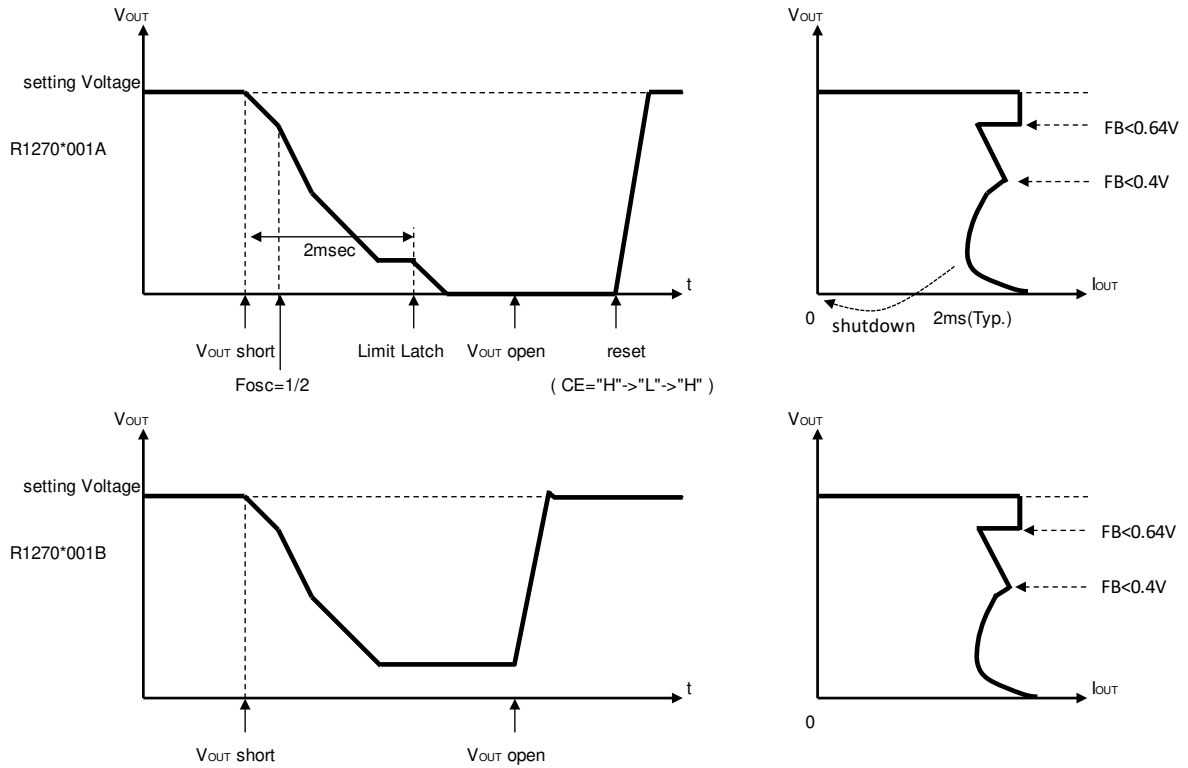 VOUT
setting Voltage
R1270*001A
2msec
t
VOUT short
Limit Latch
VOUT open
reset
Fosc=1/2
( CE="H"->"L"->"H" )
VOUT
FB<0.64V
FB<0.4V
IOUT
0
shutdown
2ms(Typ.)
VOUT
setting Voltage
R1270*001B
t
VOUT short
VOUT open
VOUT
FB<0.64V
FB<0.4V
IOUT
0